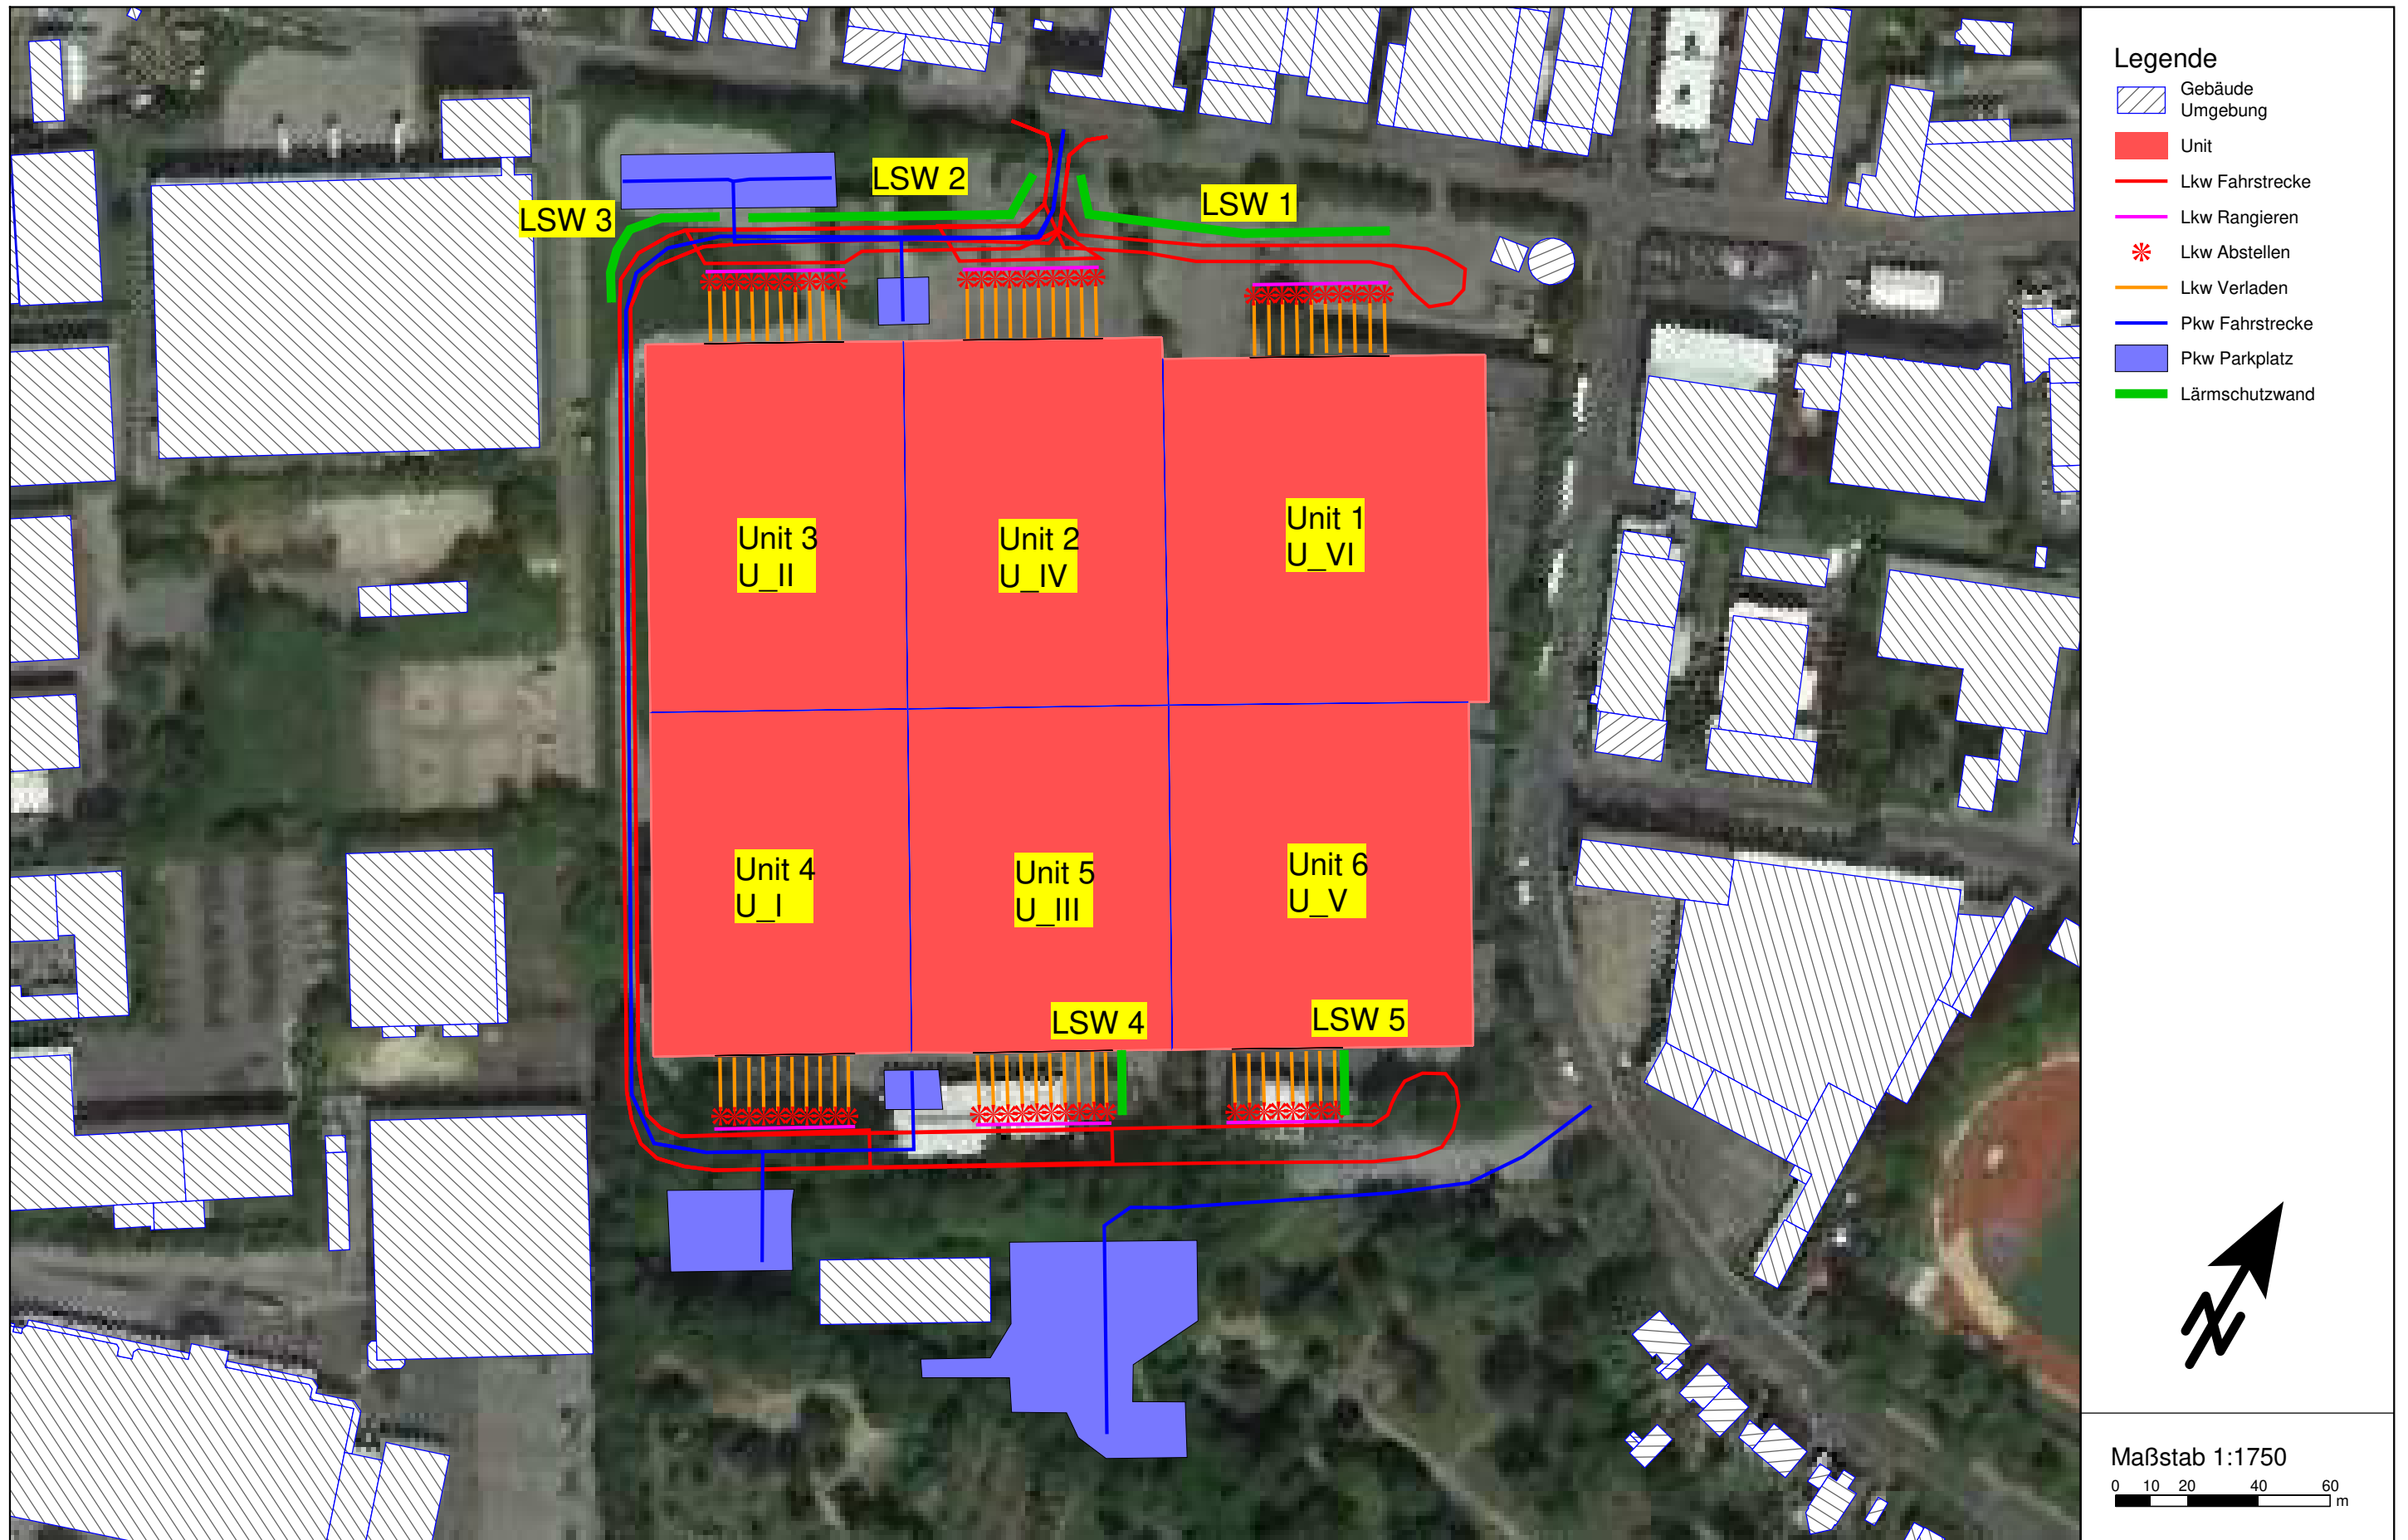 LSW 2
LSW 3
LSW 1
Unit 3
U_II
Unit 2
U_IV
Unit 1
U_VI
Unit 4
U_I
Unit 5
U_III
Unit 6
U_V
LSW 4
LSW 5
Legende
Gebäude
Umgebung
Unit
Lkw Fahrstrecke
Lkw Rangieren
Lkw Abstellen
Lkw Verladen
Pkw Fahrstrecke
Pkw Parkplatz
Lärmschutzwand
N
Maßstab 1:1750
0 10 20 40 60
m